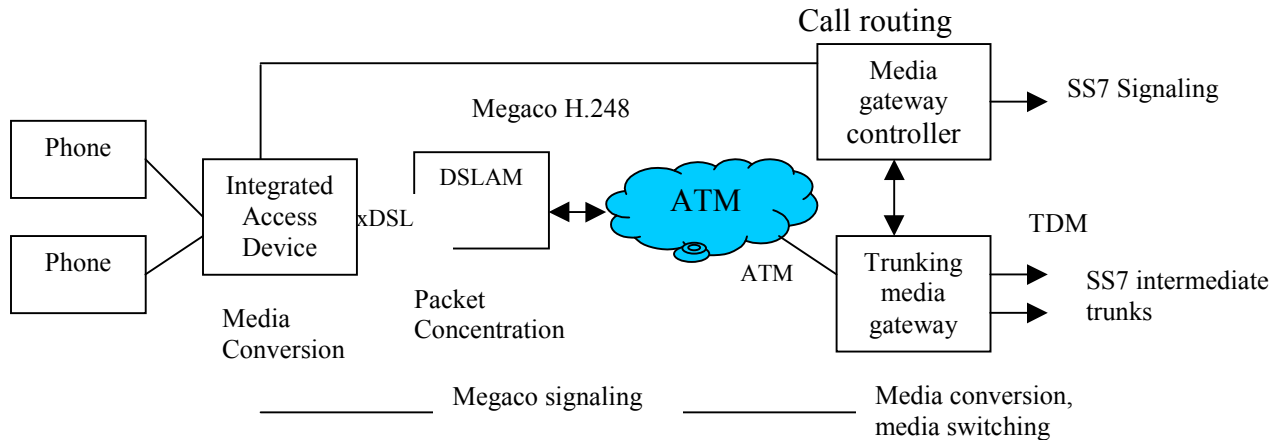 Call routing
Media
gateway
controller
SS7 Signaling
Megaco H.248
Phone
Phone
Integrated
Access
Device
xDSL
DSLAM
ATM
ATM
Trunking
media
gateway
TDM
SS7 intermediate
trunks
Media
Conversion
Packet
Concentration
Megaco signaling
Media conversion,
media switching